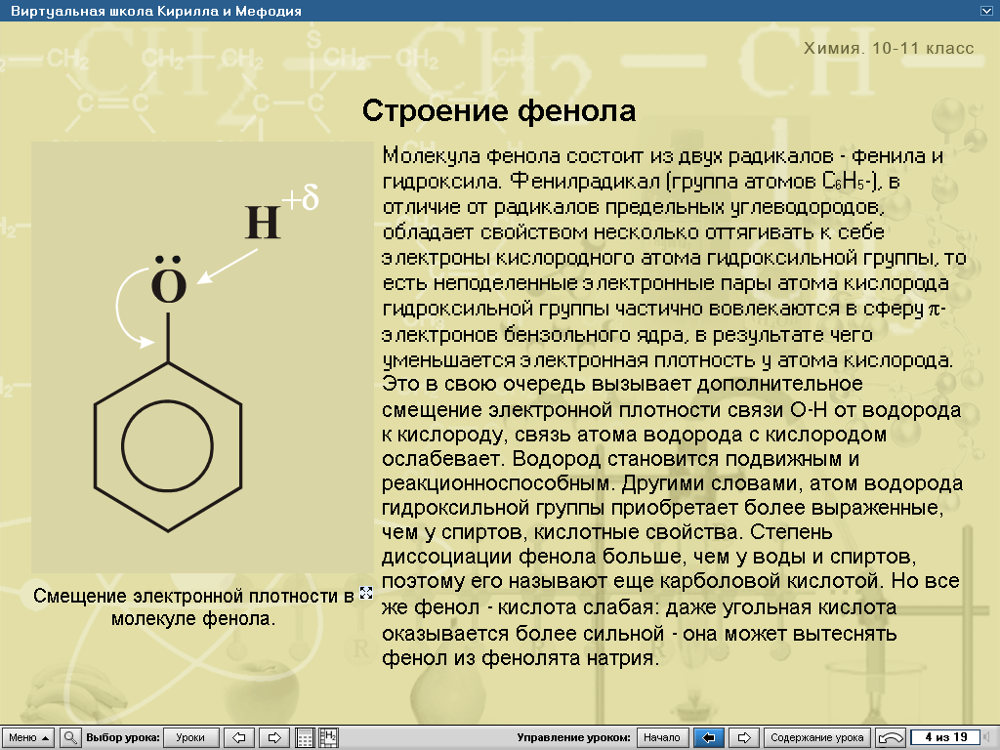 Виртуальная школа Кирилла и Мефодия
Химия. 10-11 класс
Строение фенола
Молекула фенола состоит из двух радикалов - фенила и
гидроксила. Фенилрадикал (группа атомов C₆H₅-), в
отличие от радикалов предельных углеводородов,
обладает свойством несколько оттягивать к себе
электроны кислородного атома гидроксильной группы, то
есть неподеленные электронные пары атома кислорода
гидроксильной группы частично вовлекаются в сферу π-
электронов бензольного ядра, в результате чего
уменьшается электронная плотность у атома кислорода.
Это в свою очередь вызывает дополнительное
смещение электронной плотности связи О-Н от водорода
к кислороду, связь атома водорода с кислородом
ослабевает. Водород становится подвижным и
реакционноспособным. Другими словами, атом водорода
гидроксильной группы приобретает более выраженные,
чем у спиртов, кислотные свойства. Степень
диссоциации фенола больше, чем у воды и спиртов,
поэтому его называют еще карболовой кислотой. Но все
же фенол - кислота слабая: даже угольная кислота
оказывается более сильной - она может вытеснять
фенол из фенолята натрия.
H+δ
Ö
Смещение электронной плотности в
молекуле фенола.
Меню Выбор урока: Уроки Управление уроком: Начало Содержание урока 4 из 19